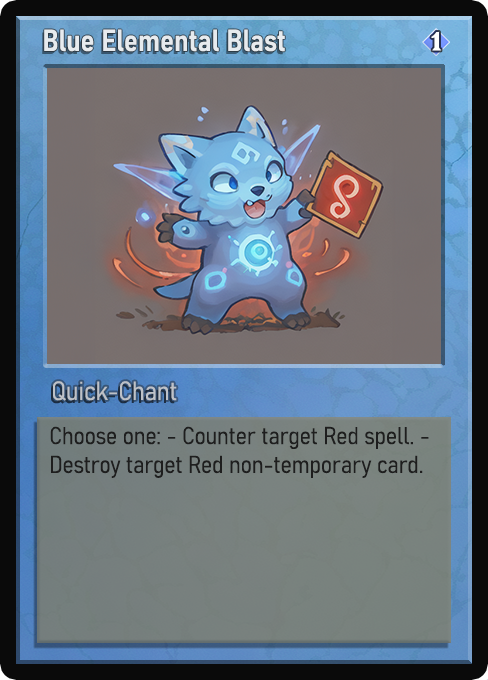 Blue Elemental Blast
1
Quick-Chant
Choose one: - Counter target Red spell. -
Destroy target Red non-temporary card.